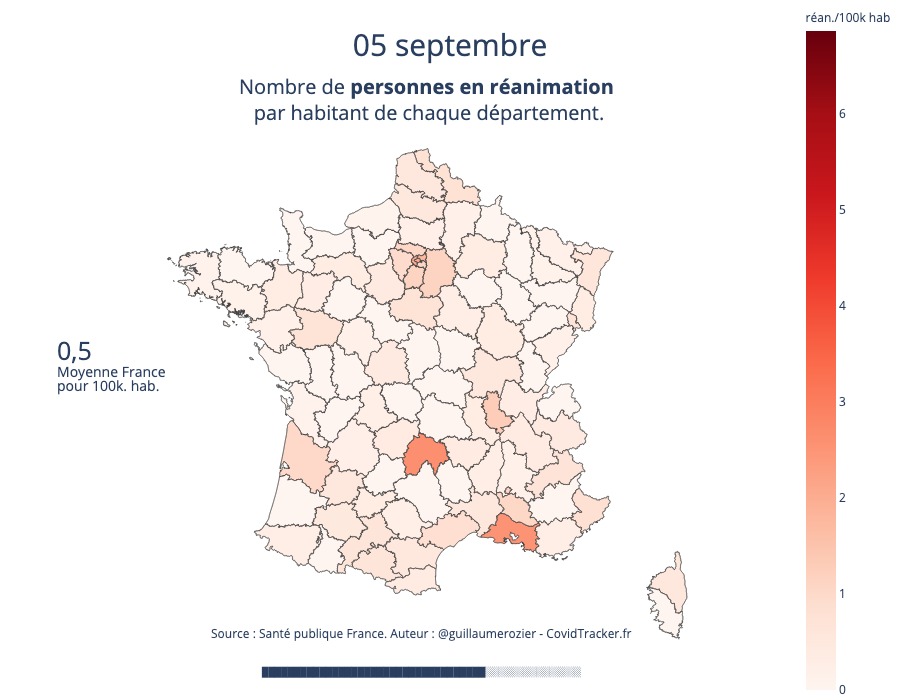 réan./100k hab
05 septembre
Nombre de personnes en réanimation
par habitant de chaque département.
6
5
4
0,5
Moyenne France
pour 100k. hab.
3
2
1
Source : Santé publique France. Auteur : @guillaumerozier - CovidTracker.fr
0